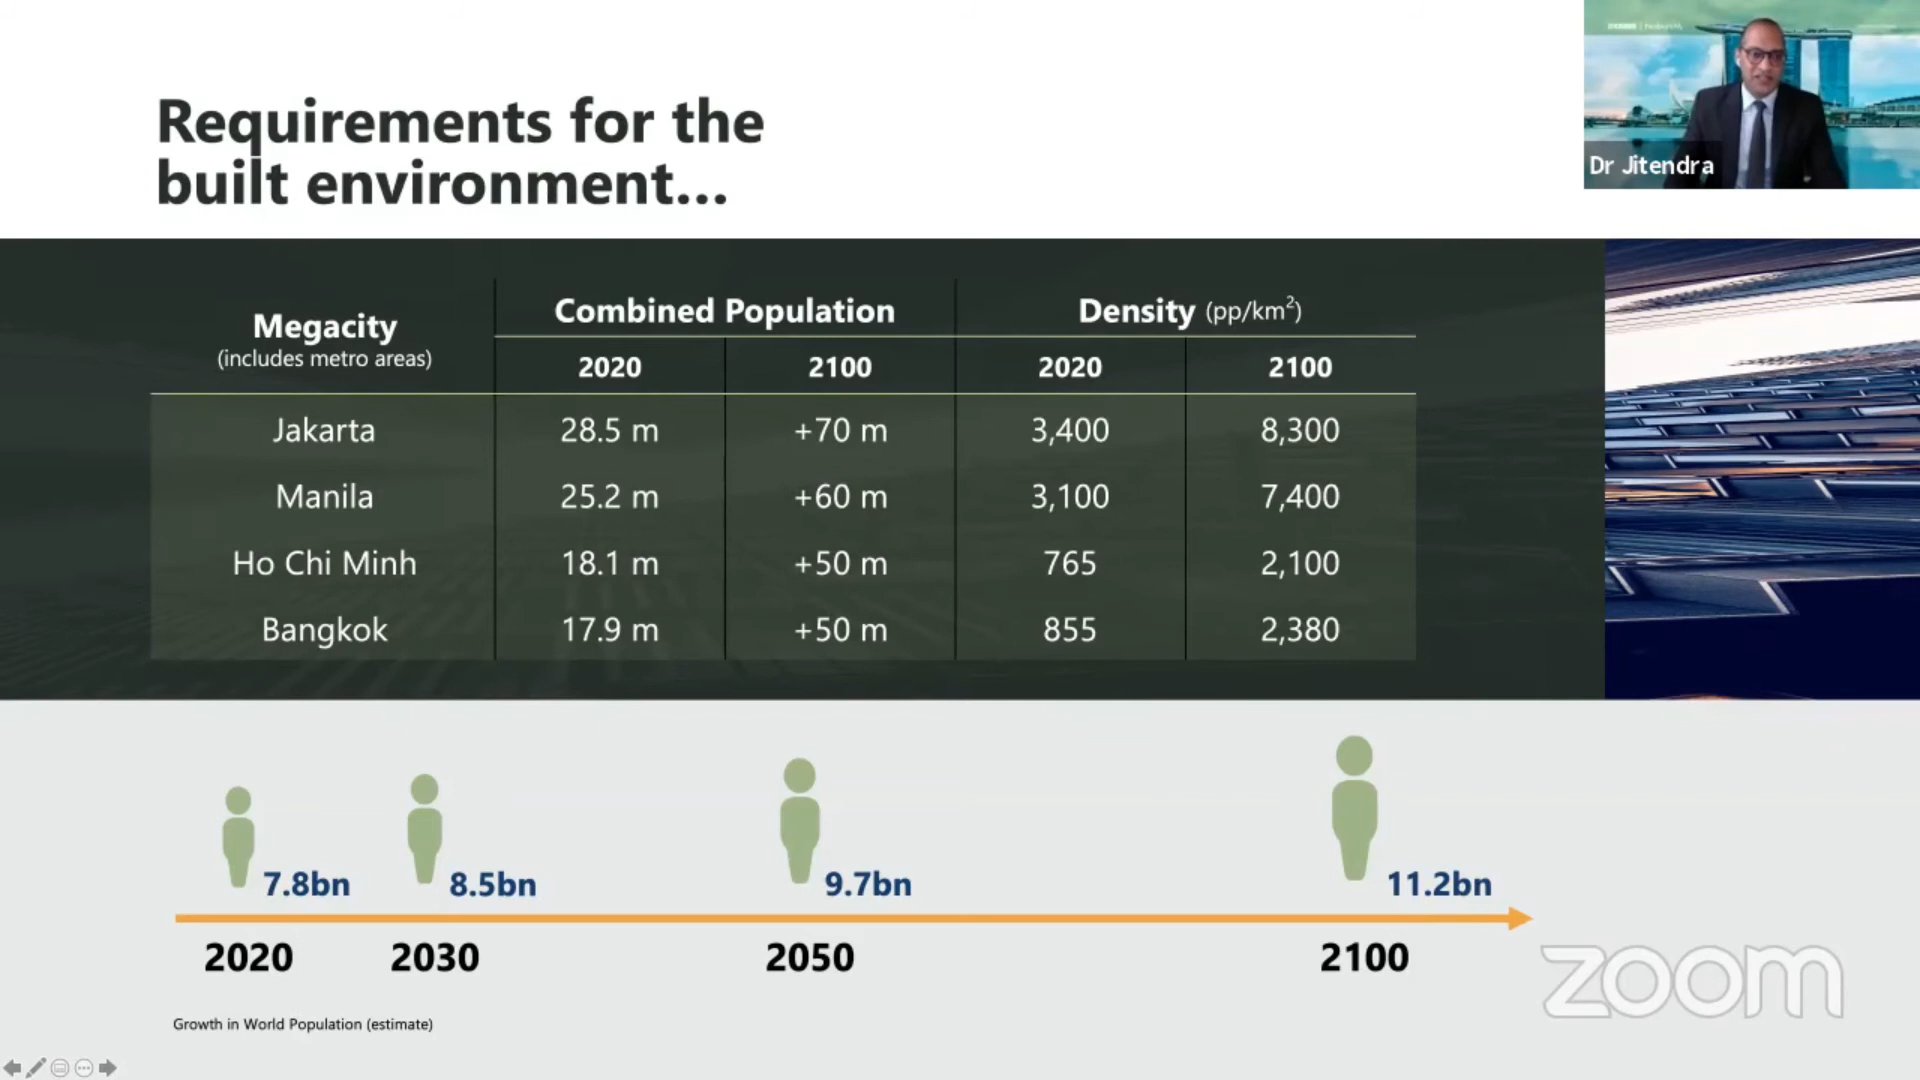 Requirements for the
built environment...
Dr Jitendra
Megacity
(includes metro areas)
Combined Population
Density (pp/km²)
2020
2100
2020
2100
Jakarta
28.5 m
+70 m
3,400
8,300
Manila
25.2 m
+60 m
3,100
7,400
Ho Chi Minh
18.1 m
+50 m
765
2,100
Bangkok
17.9 m
+50 m
855
2,380
7.8bn
8.5bn
9.7bn
11.2bn
2020
2030
2050
2100
zoom
Growth in World Population (estimate)